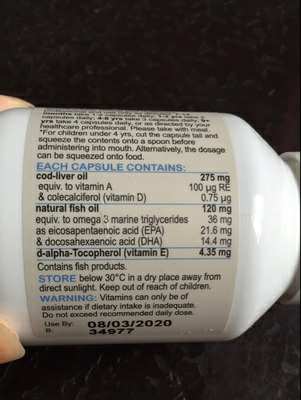 capsules daily, 4-8 yrs take 3 capsules daily, 9+
yrs take 4 capsules daily, or as directed by your
healthcare professional. Please take with meal.
*For children under 4 yrs, cut the capsule tail and
squeeze the contents onto a spoon before
administering into mouth. Alternatively, the dosage
can be squeezed onto food.
EACH CAPSULE CONTAINS:
cod-liver oil 275 mg
equiv. to vitamin A 100 µg RE
& colecalciferol (vitamin D) 0.75 µg
natural fish oil 120 mg
equiv. to omega 3 marine triglycerides 36 mg
as eicosapentaenoic acid (EPA) 21.6 mg
& docosahexaenoic acid (DHA) 14.4 mg
d-alpha-Tocopherol (vitamin E) 4.35 mg
Contains fish products.
STORE below 30°C in a dry place away from
direct sunlight. Keep out of reach of children.
WARNING: Vitamins can only be of
assistance if dietary intake is inadequate.
Do not exceed recommended daily dose.
Use By: 08/03/2020
B: 34977